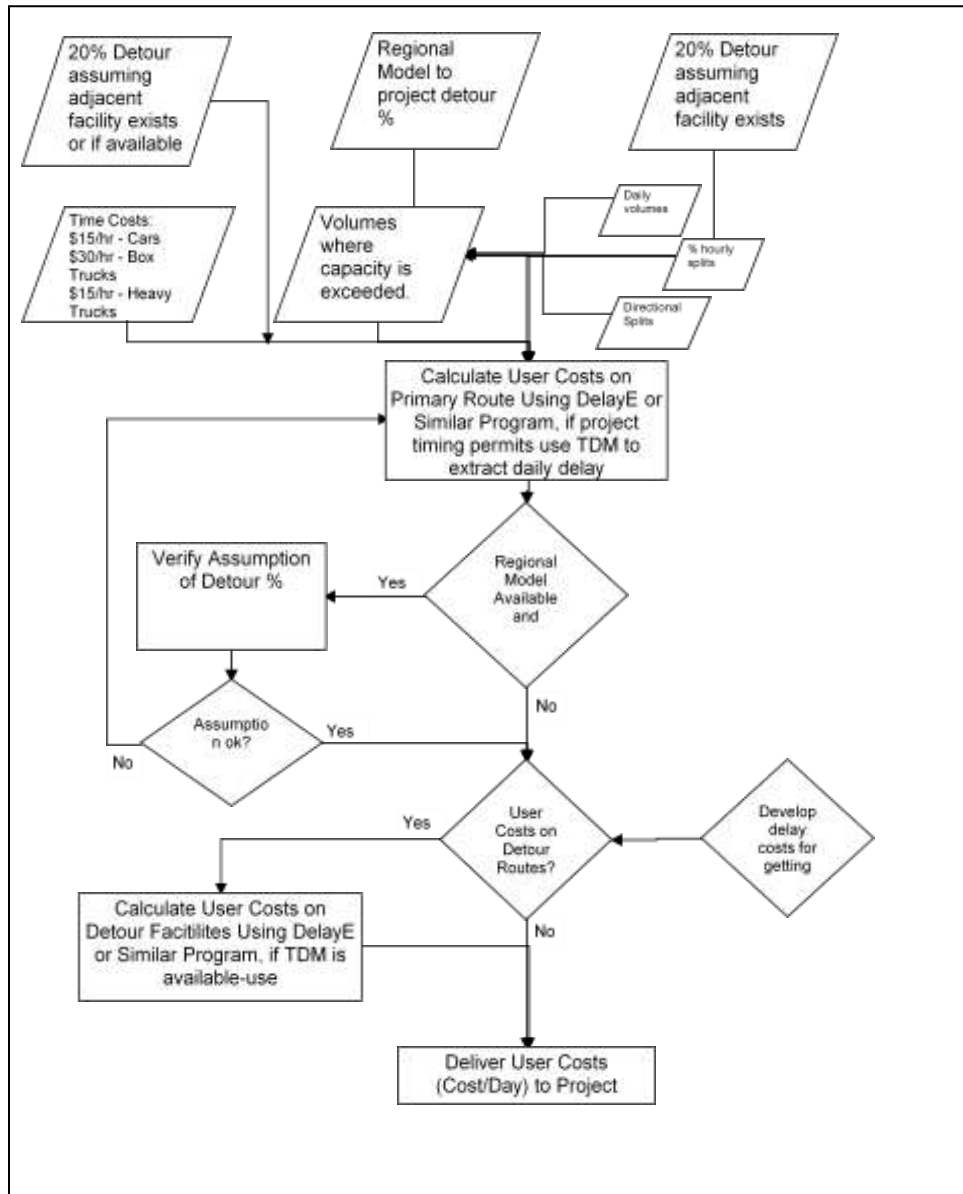 20% Detour
assuming
adjacent
facility exists
or if available
Regional
Model to
project detour
%
20% Detour
assuming
adjacent
facility exists
Time Costs:
$15/hr - Cars
$30/hr - Box
Trucks
$15/hr - Heavy
Trucks
Volumes
where
capacity is
exceeded.
Daily
volumes
% hourly
splits
Directional
Splits
Calculate User Costs on
Primary Route Using DelayE or
Similar Program, if project
timing permits use TDM to
extract daily delay
Verify Assumption
of Detour %
Yes
Regional
Model
Available
and
No
Assumptio
n ok?
Yes
No
User
Costs on
Detour
Routes?
Yes
Develop
delay
costs for
getting
Calculate User Costs on
Detour Facitilites Using DelayE
or Similar Program, if TDM is
available-use
No
Deliver User Costs
(Cost/Day) to Project